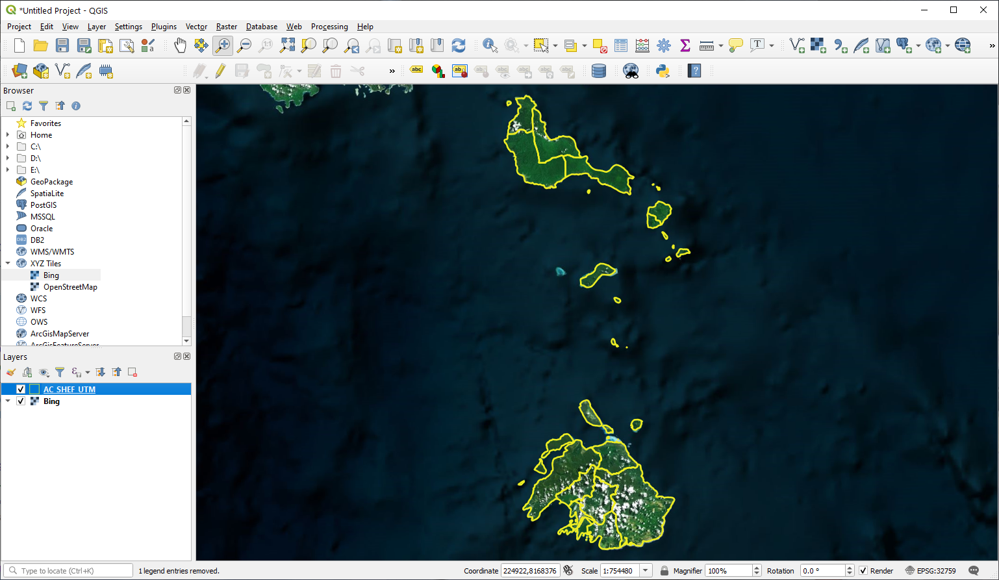 *Untitled Project - QGIS
Project Edit View Layer Settings Plugins Vector Raster Database Web Processing Help
Browser
Favorites
Home
C:\
D:\
E:\
GeoPackage
SpatiaLite
PostGIS
MSSQL
Oracle
DB2
WMS/WMTS
XYZ Tiles
Bing
OpenStreetMap
WCS
WFS
OWS
ArcGisMapServer
ArcGisFeatureServer
Layers
AC_SHEF_UTM
Bing
Type to locate (Ctrl+K) 1 legend entries removed. Coordinate 224922,8168376 Scale 1:754480 Magnifier 100% Rotation 0.0 ° Render EPSG:32759